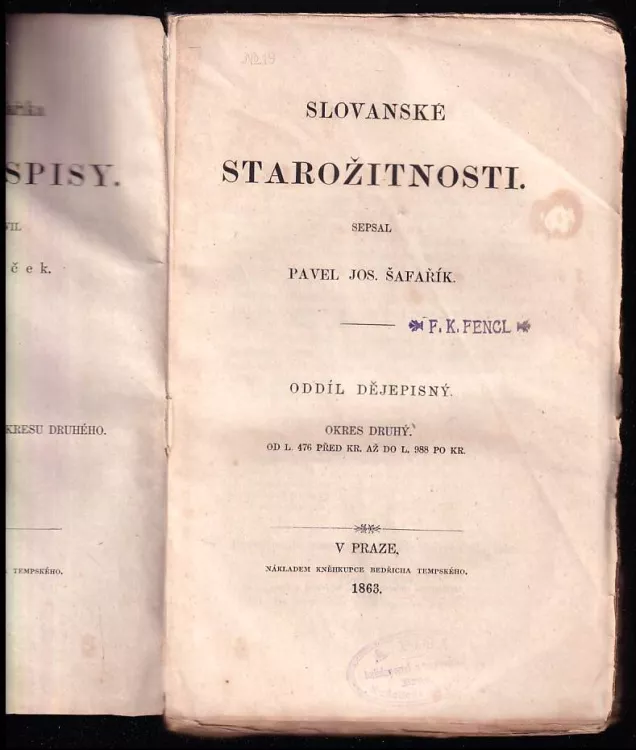 SPISY.
č e k.
KRESU DRUHÉHO.
TEMPSKÉHO.
SLOVANSKÉ
STAROŽITNOSTI.
SEPSAL
PAVEL JOS. ŠAFAŘÍK.
F. K. FENCL
ODDÍL DĚJEPISNÝ.
OKRES DRUHÝ.
OD L. 476 PŘED KR. AŽ DO L. 988 PO KR.
V PRAZE,
NÁKLADEM KNĚHKUPCE BEDŘICHA TEMPSKÉHO.
1863.